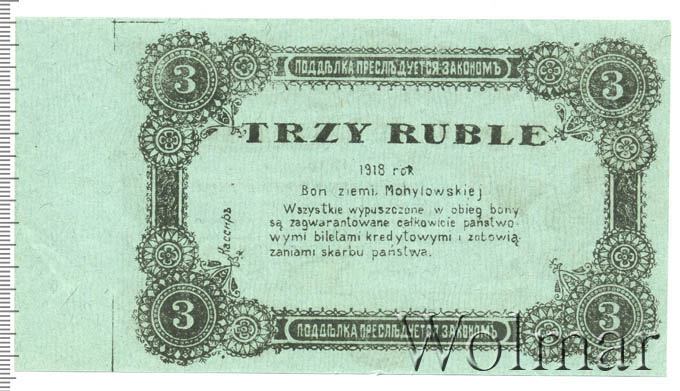 3 ПОДДѢЛКА ПРЕСЛѢДУЕТСЯ ЗАКОНОМЪ 3
TRZY RUBLE
1918 rok
Bon ziemi Mohylowskiej
Wszystkie wypuszczone w obieg bony
są zagwarantowane całkowicie państwo-
wymi biletami kredytowymi i zobowią
zaniami skarbu państwa.
Кассиръ
3 ПОДДѢЛКА ПРЕСЛѢДУЕТСЯ ЗАКОНОМЪ 3
Wolmar